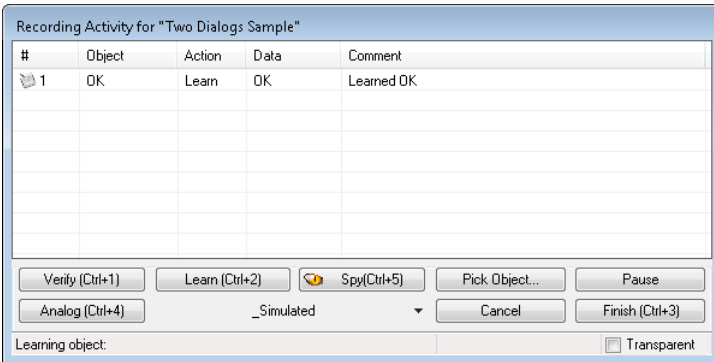 Recording Activity for "Two Dialogs Sample"
# Object Action Data Comment
1 OK Learn OK Learned OK
Verify (Ctrl+1) Learn (Ctrl+2) Spy(Ctrl+5) Pick Object... Pause
Analog (Ctrl+4) _Simulated Cancel Finish (Ctrl+3)
Learning object: Transparent